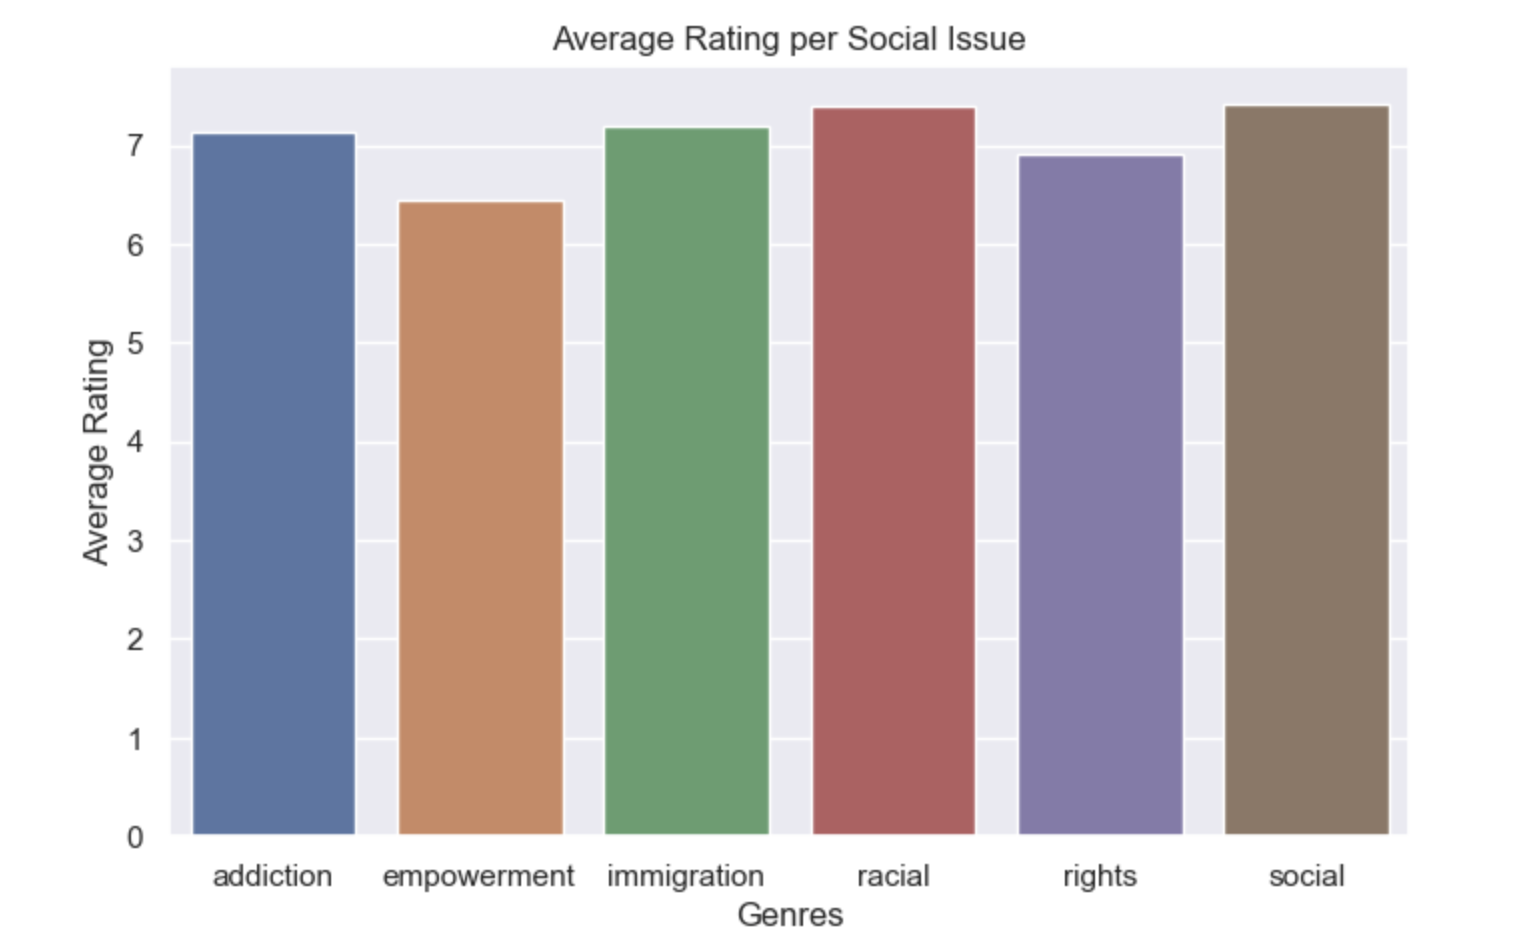 Average Rating per Social Issue
Average Rating
7
6
5
4
3
2
1
0
addiction empowerment immigration racial rights social
Genres